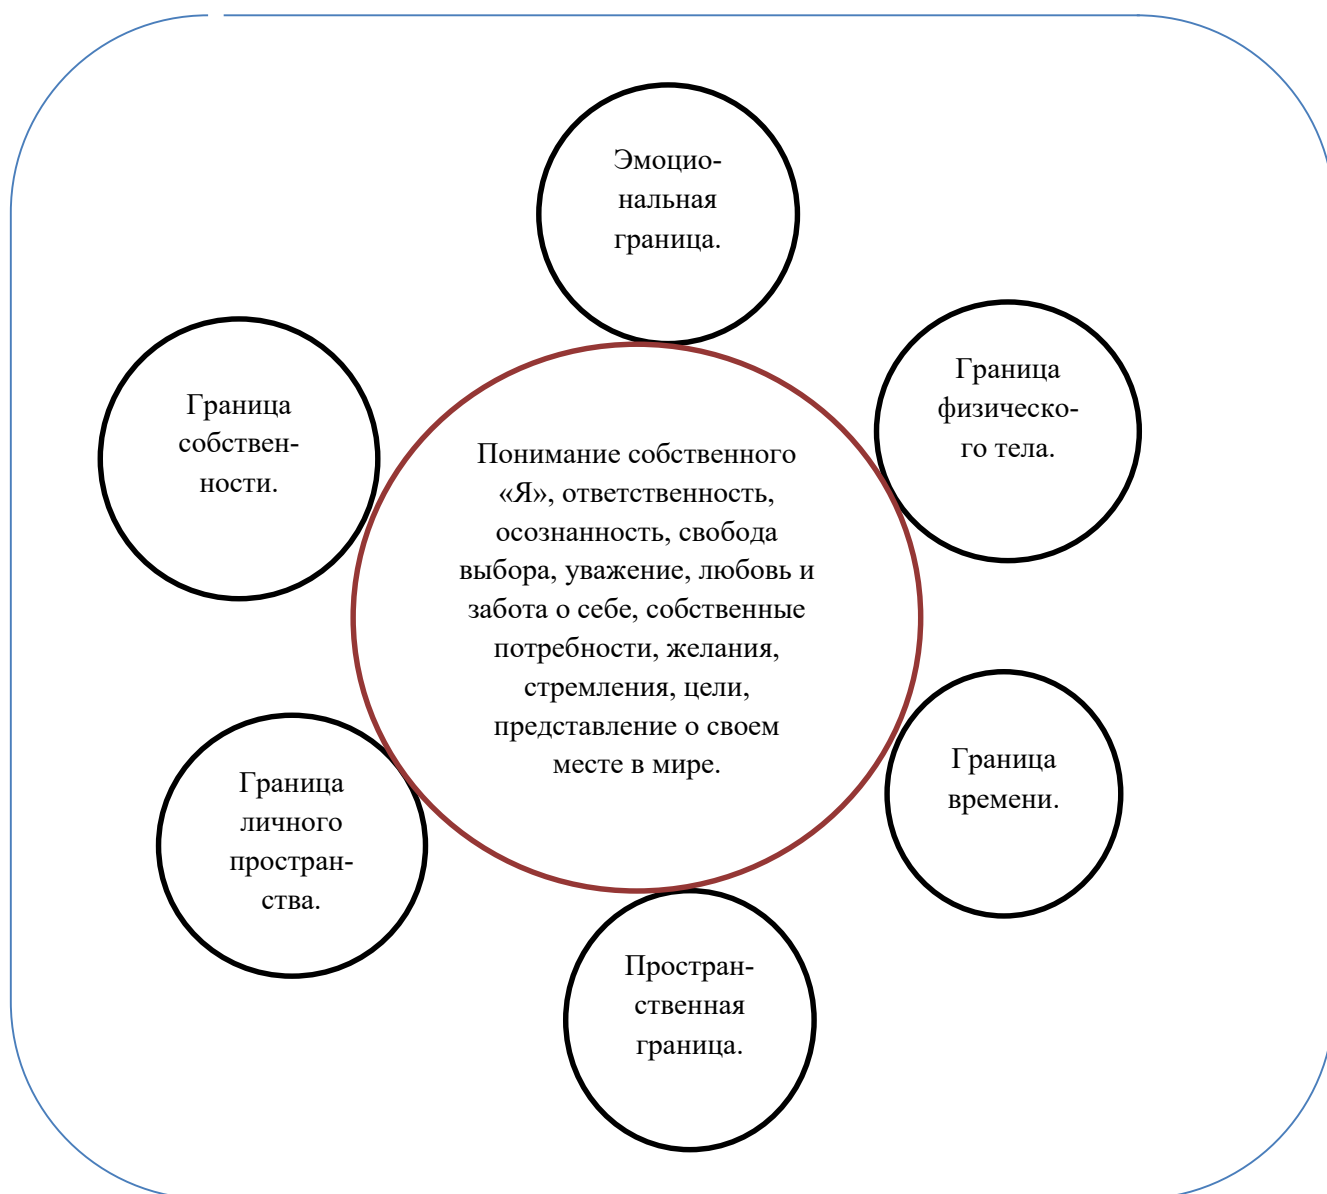 Эмоцио-
нальная
граница.
Граница
физическо-
го тела.
Граница
собствен-
ности.
Понимание собственного
«Я», ответственность,
осознанность, свобода
выбора, уважение, любовь и
забота о себе, собственные
потребности, желания,
стремления, цели,
представление о своем
месте в мире.
Граница
времени.
Граница
личного
простран-
ства.
Простран-
ственная
граница.